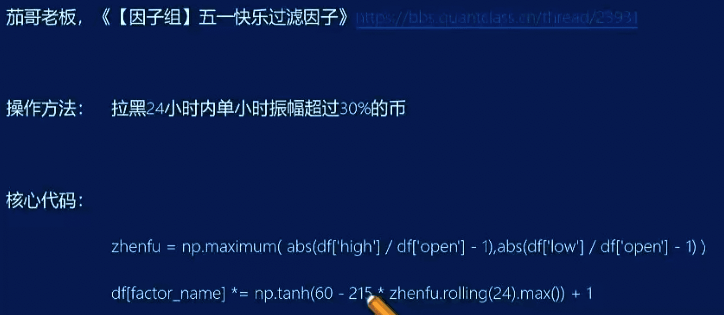 茄哥老板，《【因子组】五一快乐过滤因子》https://bbs.quantclass.cn/thread/23931
操作方法： 拉黑24小时内单小时振幅超过30%的币
核心代码：
zhenfu = np.maximum( abs(df['high'] / df['open'] - 1),abs(df['low'] / df['open'] - 1) )
df[factor_name] *= np.tanh(60 - 215 * zhenfu.rolling(24).max()) + 1